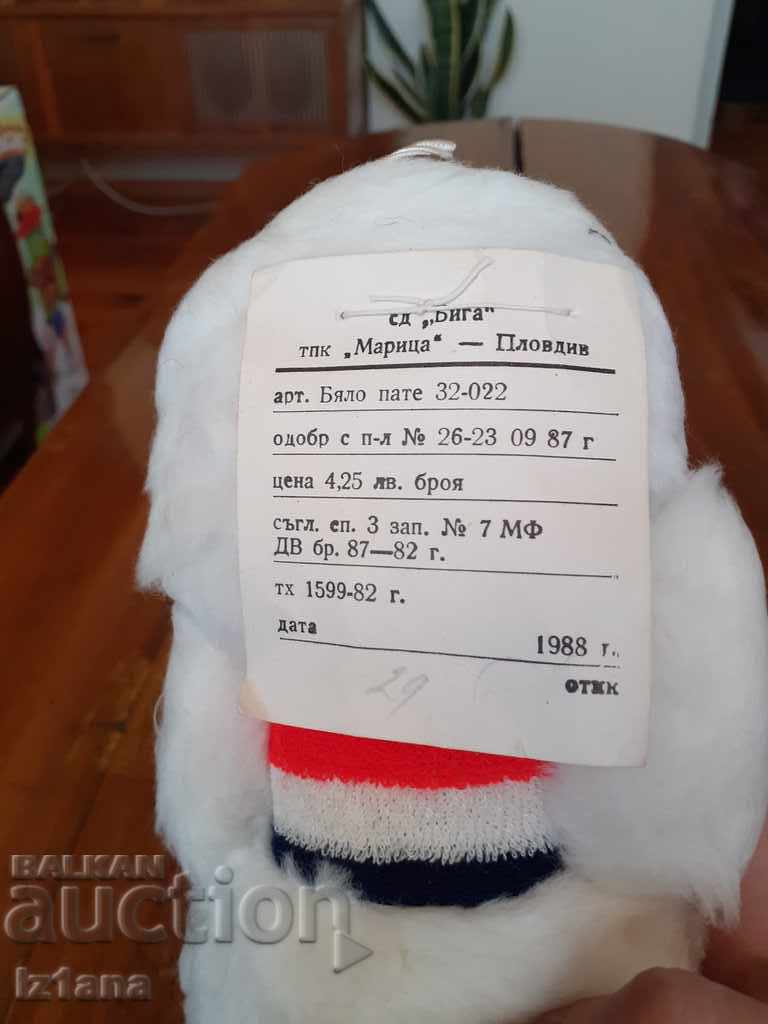 сд „Вига"
тпк „Марица" — Пловдив
арт. Бяло пате 32-022
одобр с п-л № 26-23 09 87 г
цена 4,25 лв. броя
съгл. сп. 3 зап. № 7 МФ
ДВ бр. 87—82 г.
тх 1599-82 г.
дата
1988 г.
29
откк
BALKAN
auction
Iz1ana